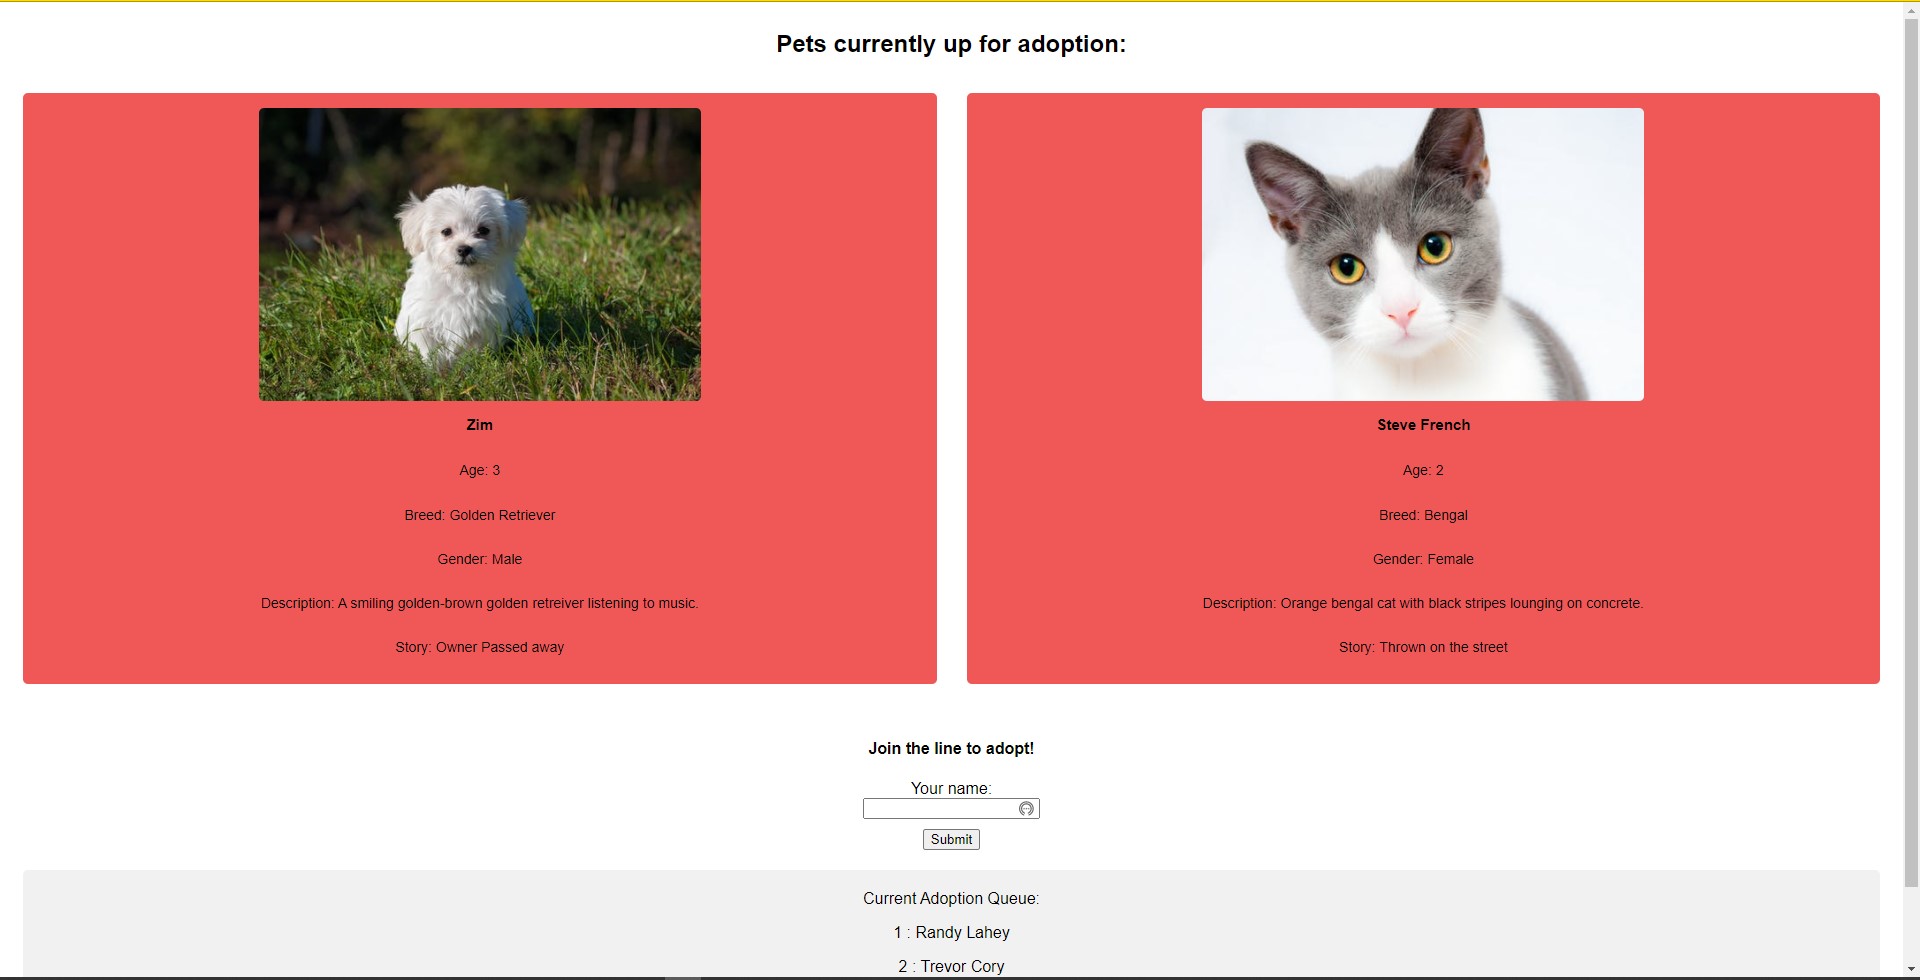 Pets currently up for adoption:
Zim
Age: 3
Breed: Golden Retriever
Gender: Male
Description: A smiling golden-brown golden retreiver listening to music.
Story: Owner Passed away
Steve French
Age: 2
Breed: Bengal
Gender: Female
Description: Orange bengal cat with black stripes lounging on concrete.
Story: Thrown on the street
Join the line to adopt!
Your name:
Submit
Current Adoption Queue:
1 : Randy Lahey
2 : Trevor Cory